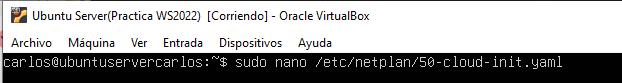 Ubuntu Server(Practica WS2022) [Corriendo] - Oracle VirtualBox
Archivo Máquina Ver Entrada Dispositivos Ayuda
carlos@ubuntuservercarlos:~$ sudo nano /etc/netplan/50-cloud-init.yaml